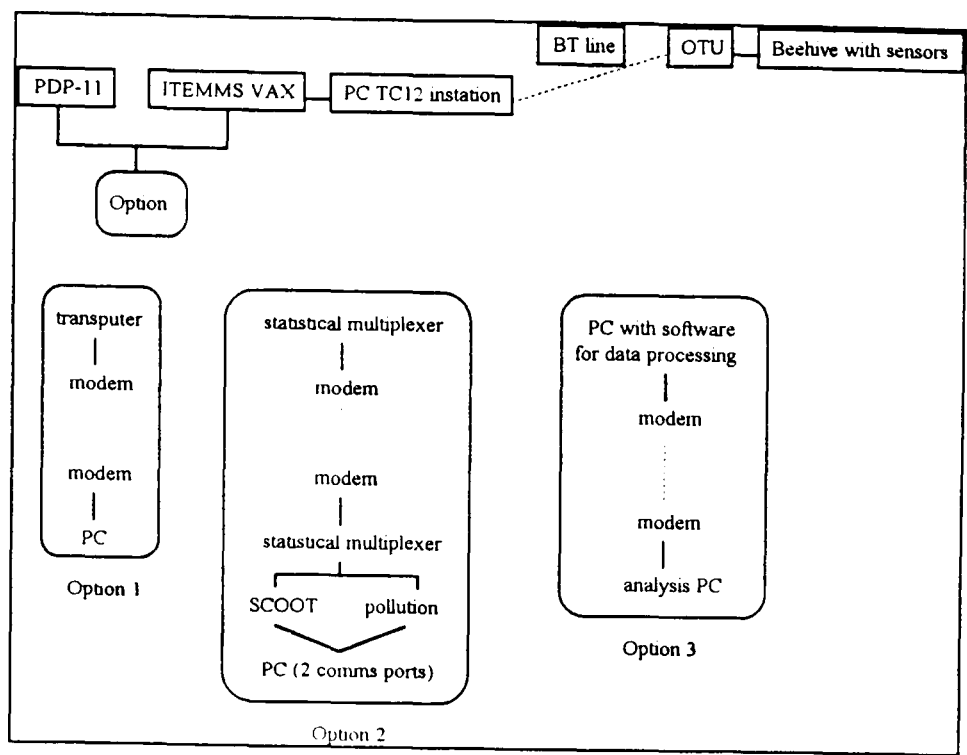 BT line
OTU
Beehive with sensors
PDP-11
ITEMMS VAX
PC TC12 instation
Option
transputer
modem
modem
PC
Option 1
statistical multiplexer
modem
modem
statistical multiplexer
SCOOT
pollution
PC (2 comms ports)
Option 2
PC with software
for data processing
modem
modem
analysis PC
Option 3